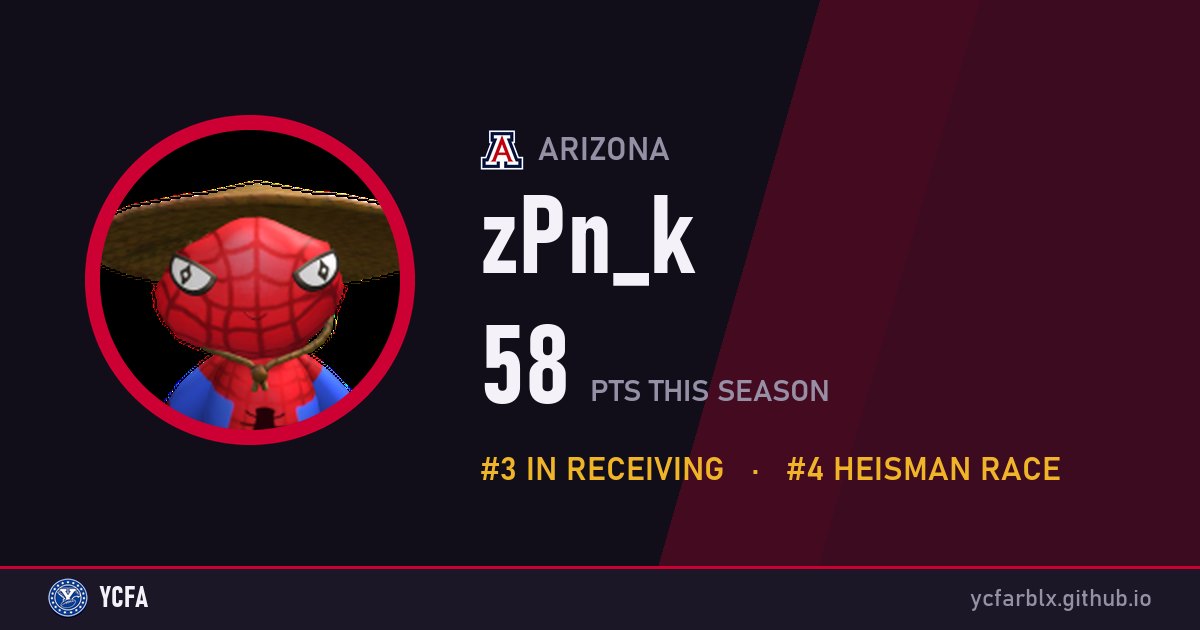 A ARIZONA
zPn_k
58 PTS THIS SEASON
#3 IN RECEIVING · #4 HEISMAN RACE
YCFA
ycfarblx.github.io